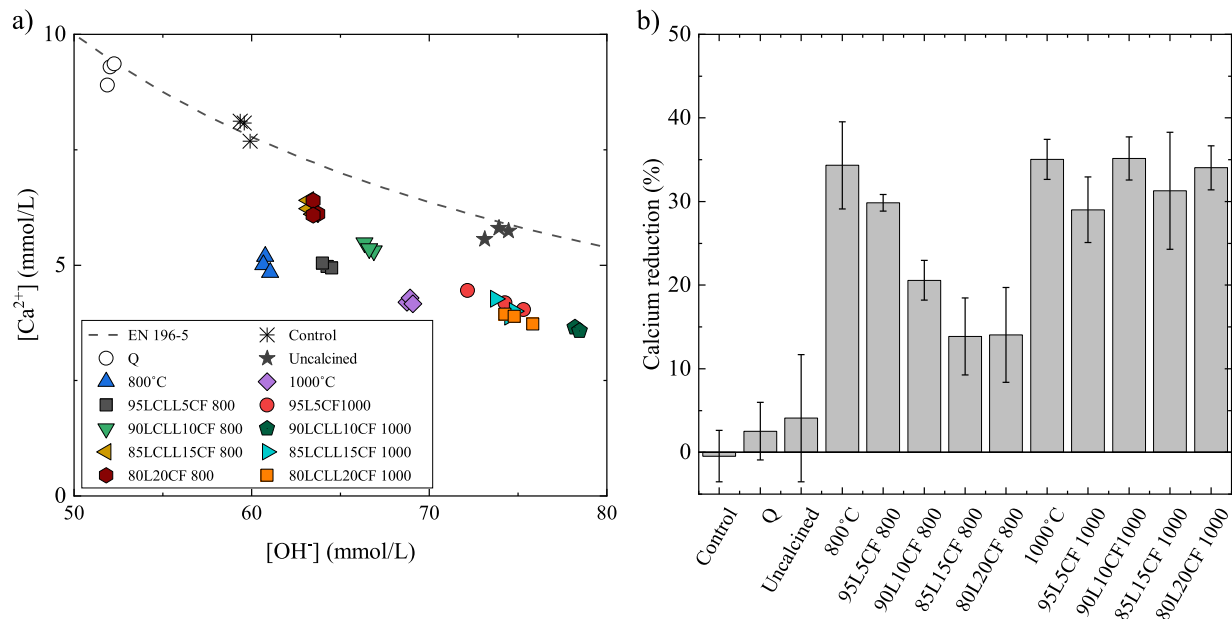 a)
10
5
0
[Ca²⁺] (mmol/L)
50
60
70
80
[OH⁻] (mmol/L)
EN 196-5
Control
Q
Uncalcined
800°C
1000°C
95LCLL5CF 800
95L5CF1000
90LCLL10CF 800
90LCLL10CF 1000
85LCLL15CF 800
85LCLL15CF 1000
80L20CF 800
80LCLL20CF 1000
b)
50
40
30
20
10
0
Calcium reduction (%)
Control
Q
Uncalcined
800°C
95L5CF 800
90L10CF 800
85L15CF 800
80L20CF 800
1000°C
95L5CF 1000
90L10CF1000
85L15CF 1000
80L20CF 1000